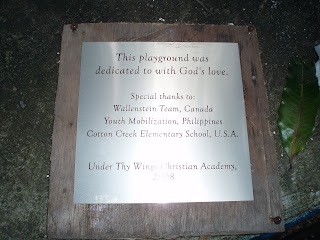 This playground was
dedicated to with God's love.
Special thanks to:
Wallenstein Team, Canada
Youth Mobilization, Philippines
Cotton Creek Elementary School, U.S.A.
Under Thy Wings Christian Academy,